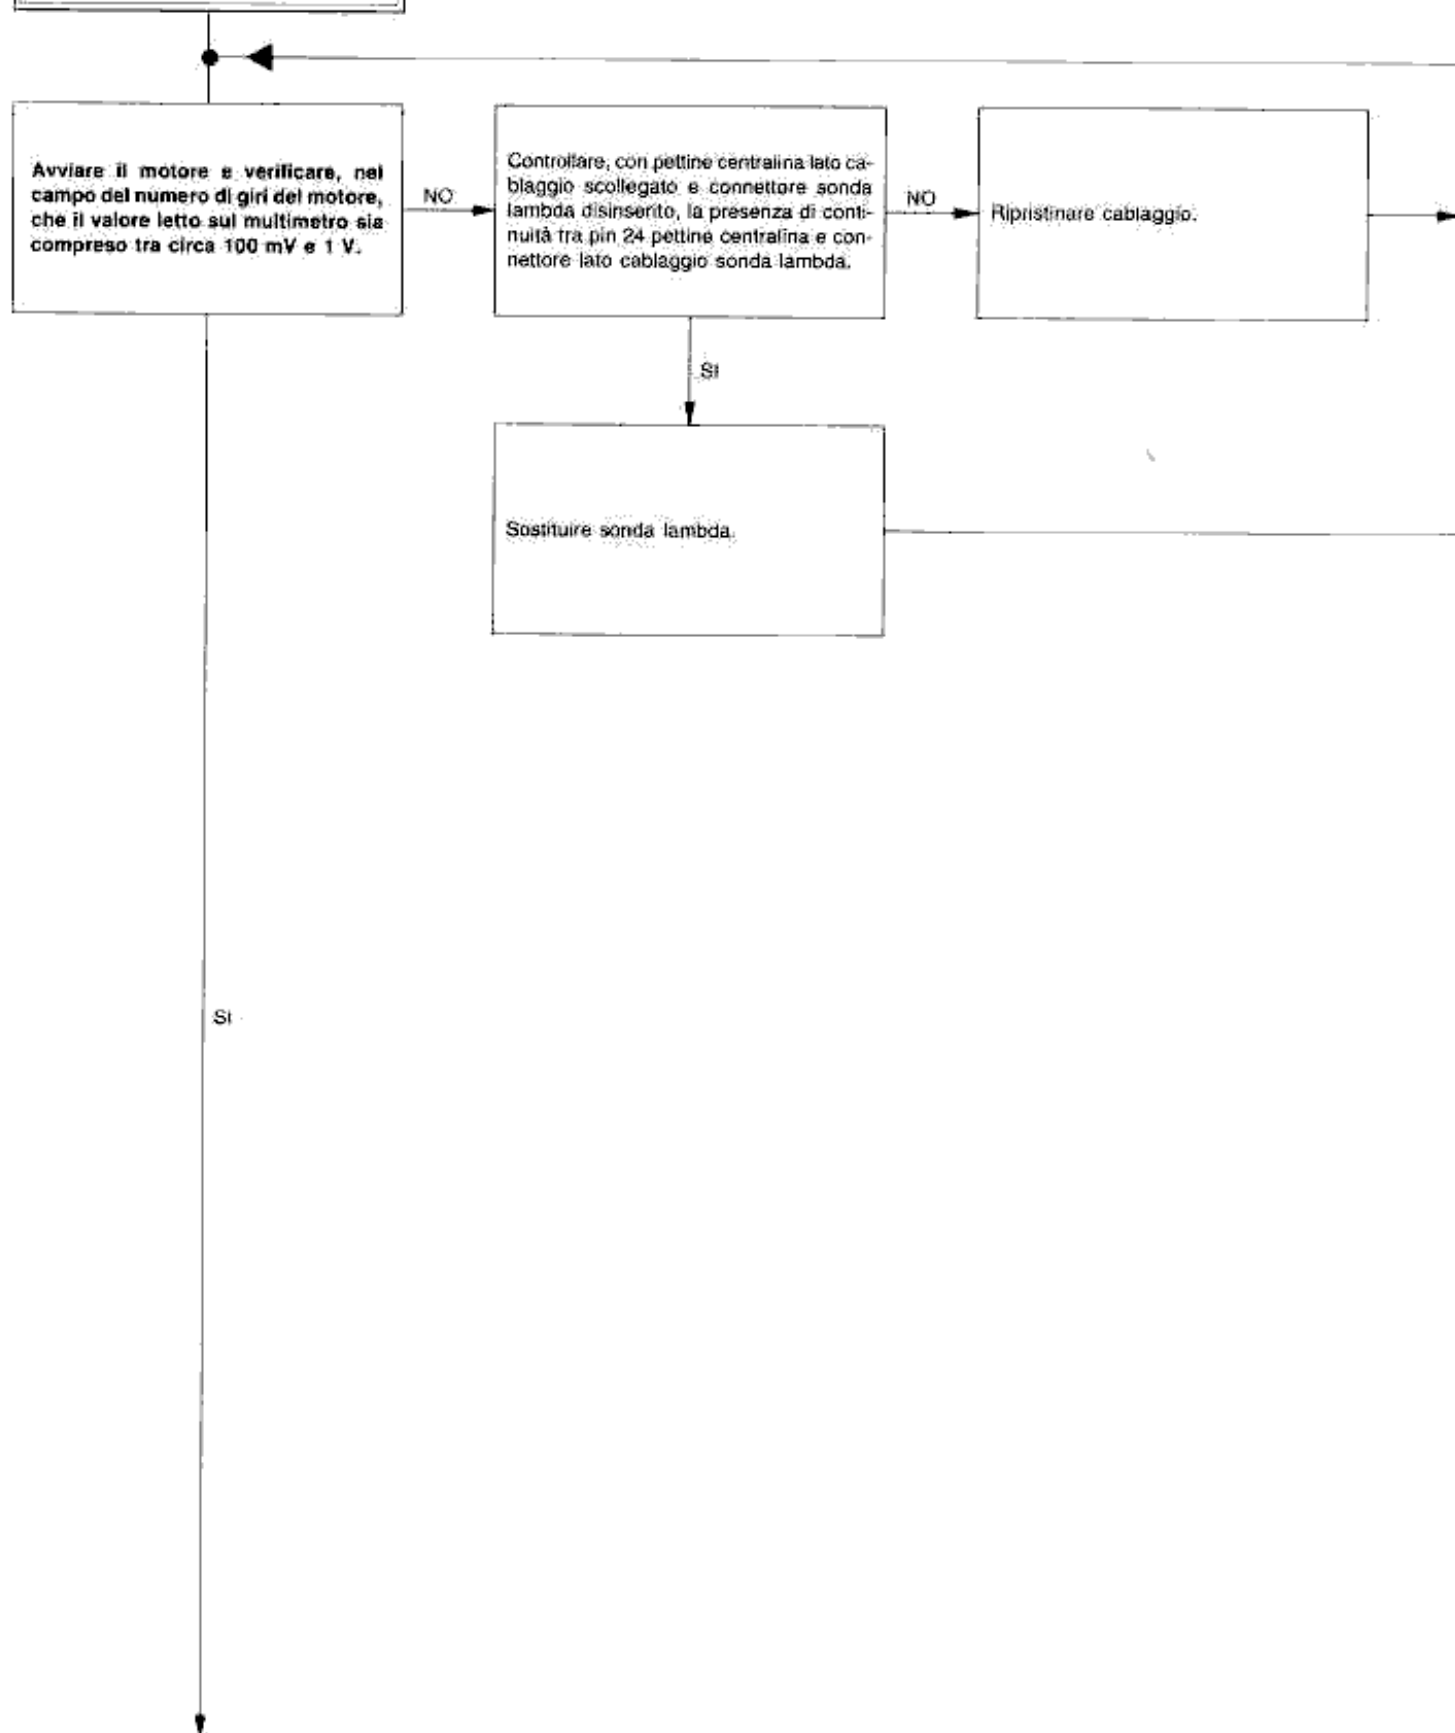 Avviare il motore e verificare, nel
campo del numero di giri del motore,
che il valore letto sul multimetro sia
compreso tra circa 100 mV e 1 V.
NO
Controllare, con pettine centralina lato ca-
blaggio scollegato e connettore sonda
lambda disinserito, la presenza di conti-
nuità tra pin 24 pettine centralina e con-
nettore lato cablaggio sonda lambda.
NO
Ripristinare cablaggio.
SI
Sostituire sonda lambda.
SI